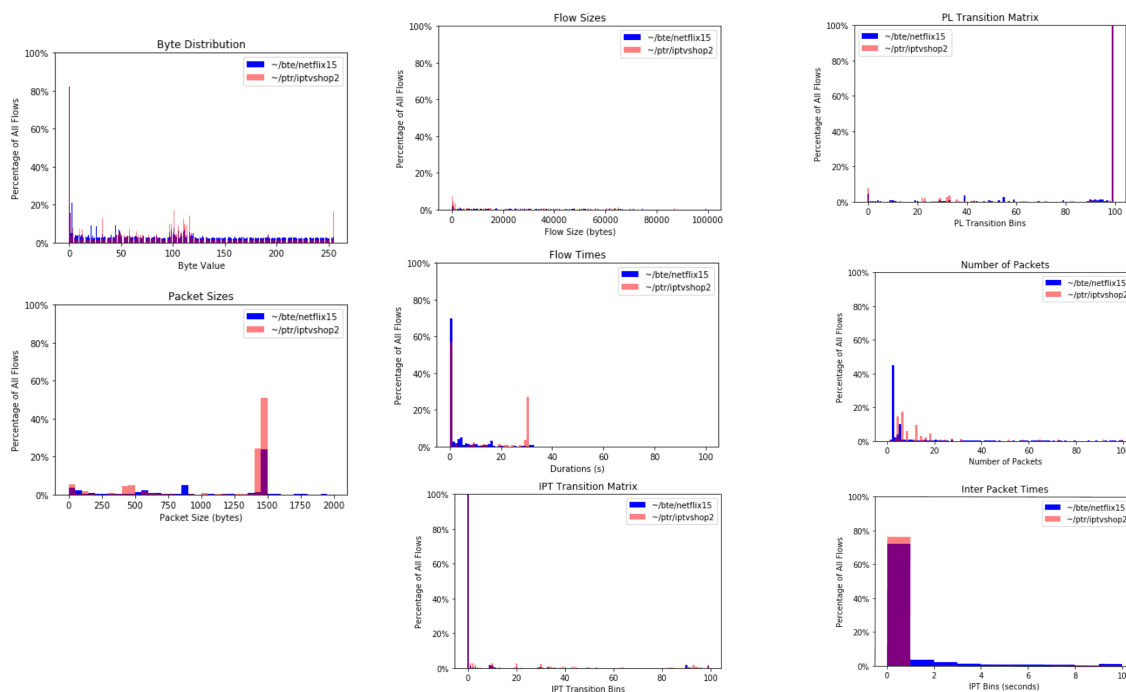 Byte Distribution
Percentage of All Flows
100%
80%
60%
40%
20%
0%
~/bte/netflix15
~/ptr/iptvshop2
0 50 100 150 200 250
Byte Value
Flow Sizes
Percentage of All Flows
100%
80%
60%
40%
20%
0%
~/bte/netflix15
~/ptr/iptvshop2
0 20000 40000 60000 80000 100000
Flow Size (bytes)
PL Transition Matrix
Percentage of All Flows
100%
80%
60%
40%
20%
0%
~/bte/netflix15
~/ptr/iptvshop2
0 20 40 60 80 100
PL Transition Bins
Packet Sizes
Percentage of All Flows
100%
80%
60%
40%
20%
0%
~/bte/netflix15
~/ptr/iptvshop2
0 250 500 750 1000 1250 1500 1750 2000
Packet Size (bytes)
Flow Times
Percentage of All Flows
100%
80%
60%
40%
20%
0%
~/bte/netflix15
~/ptr/iptvshop2
0 20 40 60 80 100
Durations (s)
Number of Packets
Percentage of All Flows
100%
80%
60%
40%
20%
0%
~/bte/netflix15
~/ptr/iptvshop2
0 20 40 60 80 100
Number of Packets
IPT Transition Matrix
Percentage of All Flows
100%
80%
60%
40%
20%
0%
~/bte/netflix15
~/ptr/iptvshop2
0 20 40 60 80 100
IPT Transition Bins
Inter Packet Times
Percentage of All Flows
100%
80%
60%
40%
20%
0%
~/bte/netflix15
~/ptr/iptvshop2
0 2 4 6 8 10
IPT Bins (seconds)